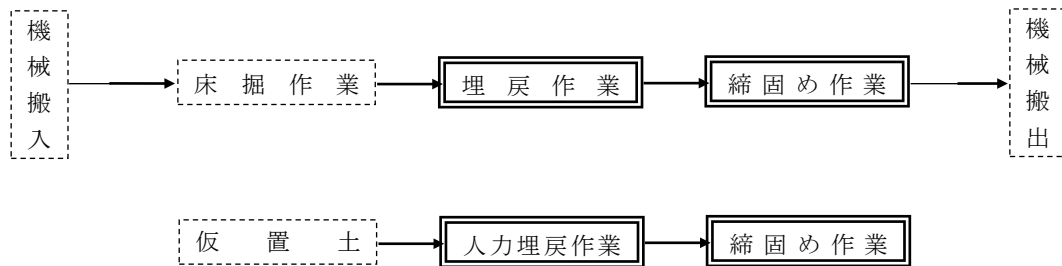 機械搬入
床掘作業
埋戻作業
締固め作業
機械搬出
仮置土
人力埋戻作業
締固め作業